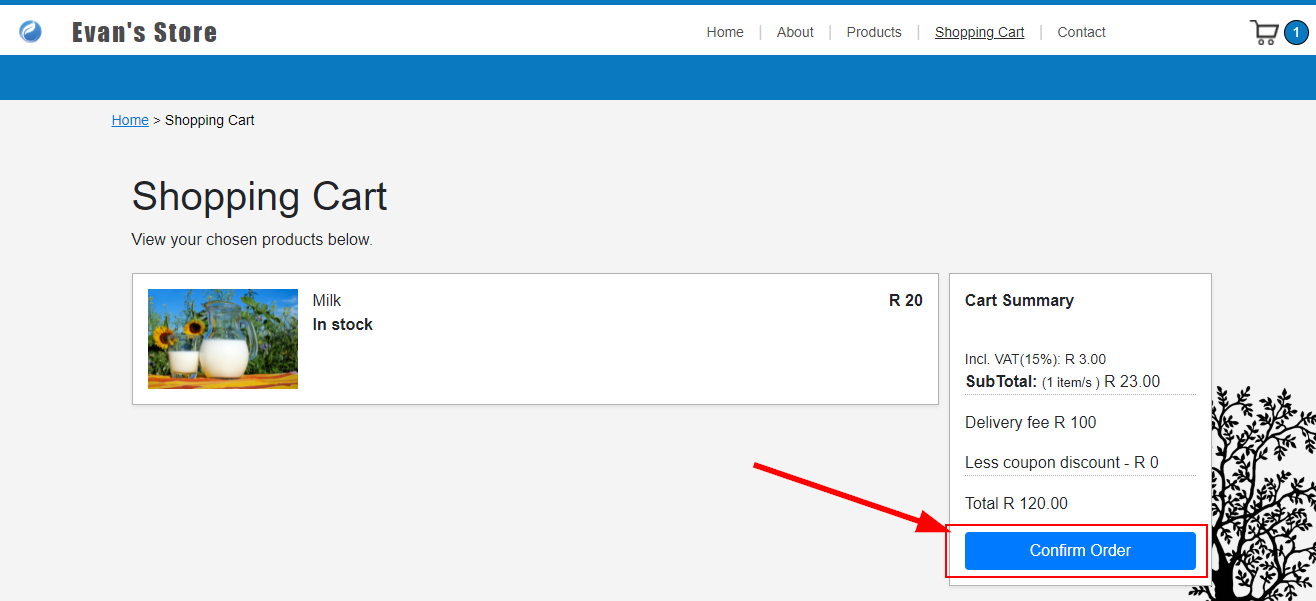 Evan's Store
Home | About | Products | Shopping Cart | Contact
1
Home > Shopping Cart
Shopping Cart
View your chosen products below.
Milk
R 20
In stock
Cart Summary
Incl. VAT(15%): R 3.00
SubTotal: (1 item/s ) R 23.00
Delivery fee R 100
Less coupon discount - R 0
Total R 120.00
Confirm Order